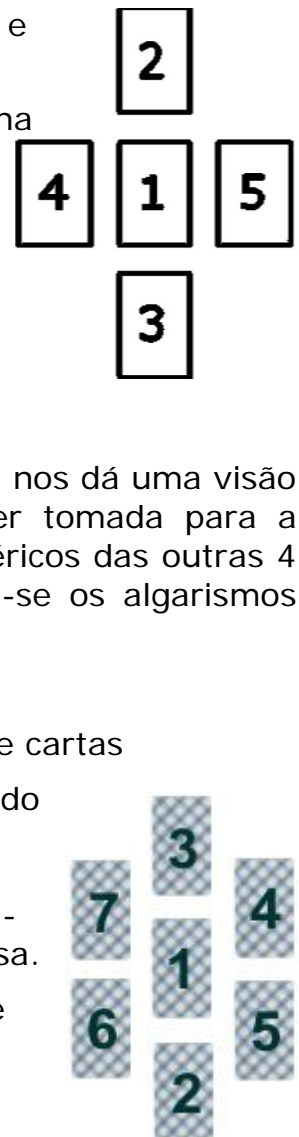 e
2
na
4 1 5
3
nos dá uma visão
er tomada para a
éricos das outras 4
-se os algarismos
e cartas
do
3
7 4
-
1
sa.
e
6 5
2